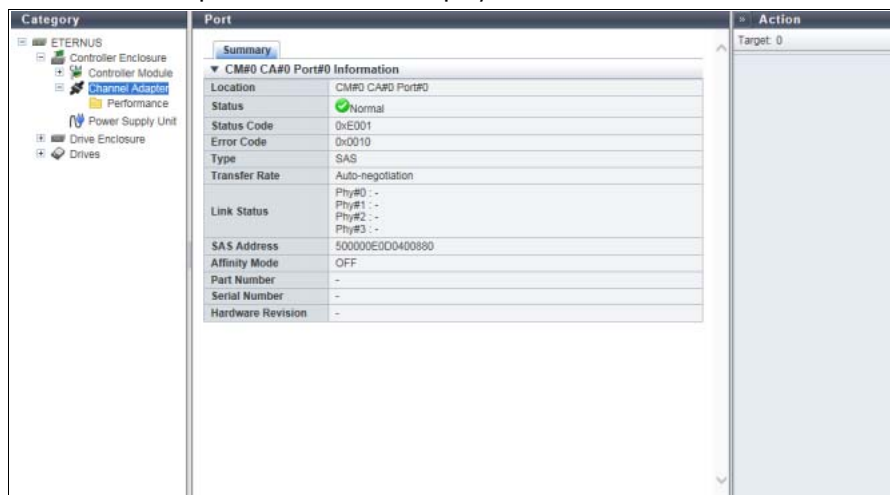 Category
ETERNUS
Controller Enclosure
Controller Module
Channel Adapter
Performance
Power Supply Unit
Drive Enclosure
Drives
Port
Summary
▼ CM#0 CA#0 Port#0 Information
Location CM#0 CA#0 Port#0
Status Normal
Status Code 0xE001
Error Code 0x0010
Type SAS
Transfer Rate Auto-negotiation
Link Status
Phy#0 : -
Phy#1 : -
Phy#2 : -
Phy#3 : -
SAS Address 500000E0D0400880
Affinity Mode OFF
Part Number -
Serial Number -
Hardware Revision -
» Action
Target: 0